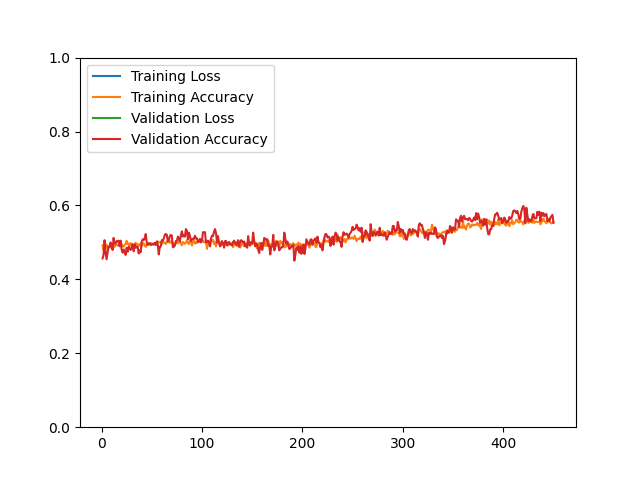 1.0
0.8
0.6
0.4
0.2
0.0
Training Loss
Training Accuracy
Validation Loss
Validation Accuracy
0 100 200 300 400